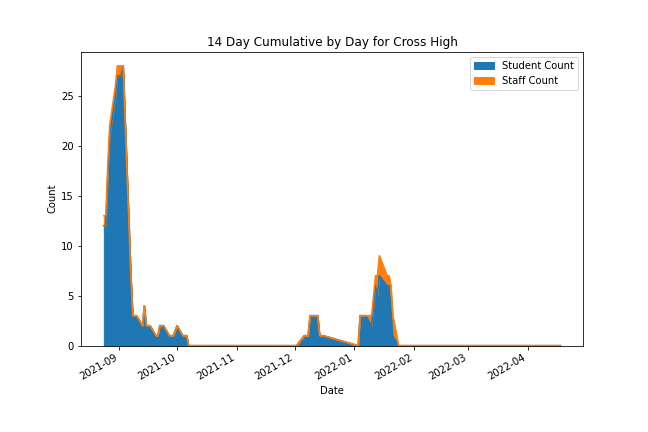 14 Day Cumulative by Day for Cross High
Student Count
Staff Count
Count
25
20
15
10
5
0
2021-09
2021-10
2021-11
2021-12
2022-01
2022-02
2022-03
2022-04
Date